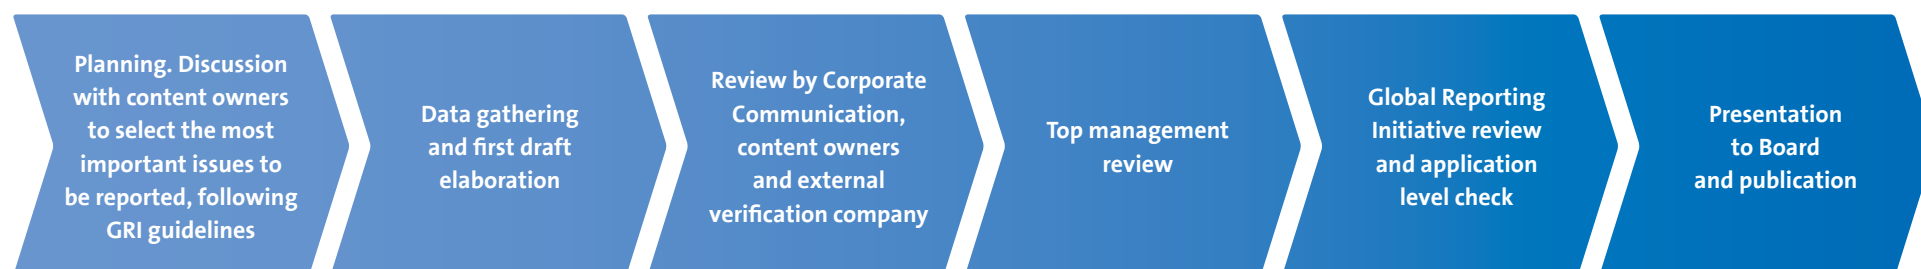 Planning. Discussion
with content owners
to select the most
important issues to
be reported, following
GRI guidelines
Data gathering
and first draft
elaboration
Review by Corporate
Communication,
content owners
and external
verification company
Top management
review
Global Reporting
Initiative review
and application
level check
Presentation
to Board
and publication